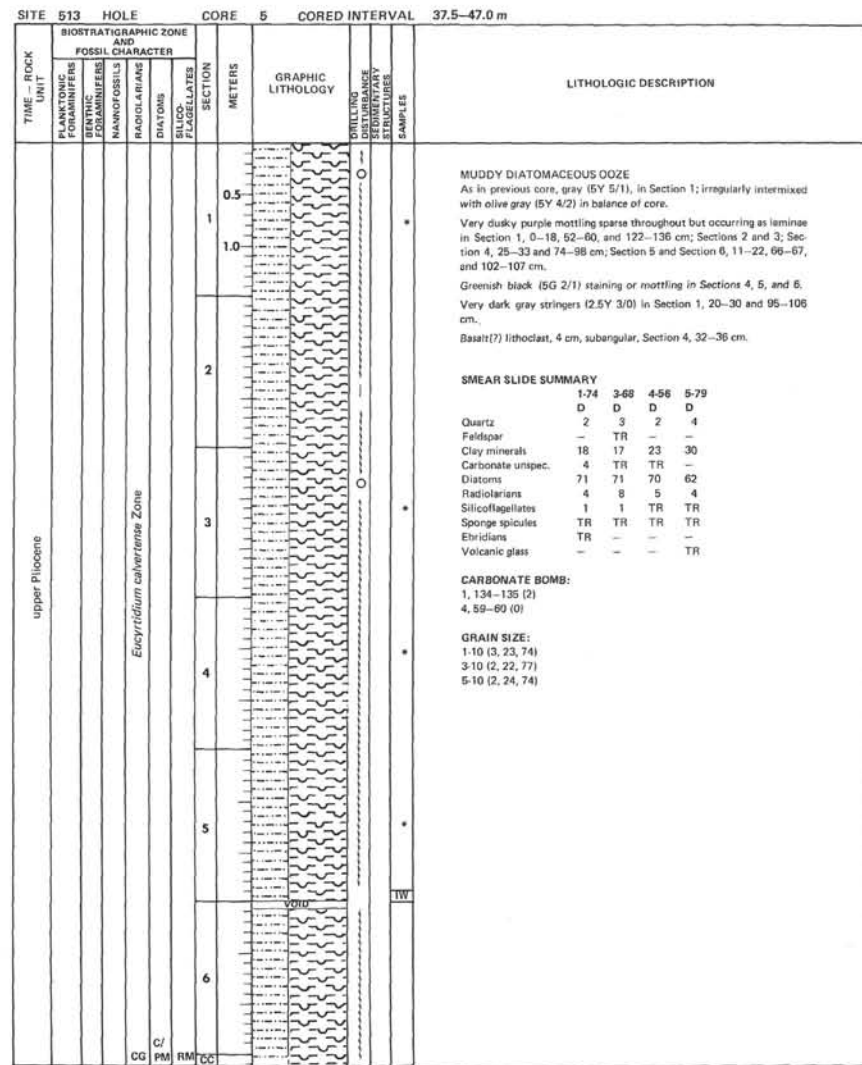 SITE 513 HOLE CORE 5 CORED INTERVAL 37.5–47.0 m
TIME – ROCK UNIT
BIOSTRATIGRAPHIC ZONE
AND
FOSSIL CHARACTER
PLANKTONIC FORAMINIFERS
BENTHIC FORAMINIFERS
NANNOFOSSILS
RADIOLARIANS
DIATOMS
SILICO-FLAGELLATES
SECTION
METERS
GRAPHIC
LITHOLOGY
DRILLING DISTURBANCE
SEDIMENTARY STRUCTURES
SAMPLES
LITHOLOGIC DESCRIPTION
upper Pliocene
Eucyrtidium calvertense Zone
0.5
1
1.0
2
3
4
5
IW
VOID
6
C/
CG PM RM CC
*
*
*
*
MUDDY DIATOMACEOUS OOZE
As in previous core, gray (5Y 5/1), in Section 1; irregularly intermixed
with olive gray (5Y 4/2) in balance of core.
Very dusky purple mottling sparse throughout but occurring as laminae
in Section 1, 0–18, 52–60, and 122–136 cm; Sections 2 and 3; Sec-
tion 4, 25–33 and 74–98 cm; Section 5 and Section 6, 11–22, 66–67,
and 102–107 cm.
Greenish black (5G 2/1) staining or mottling in Sections 4, 5, and 6.
Very dark gray stringers (2.5Y 3/0) in Section 1, 20–30 and 95–106
cm.
Basalt(?) lithoclast, 4 cm, subangular, Section 4, 32–36 cm.
SMEAR SLIDE SUMMARY
1-74 3-68 4-56 5-79
D D D D
Quartz 2 3 2 4
Feldspar – TR – –
Clay minerals 18 17 23 30
Carbonate unspec. 4 TR TR –
Diatoms 71 71 70 62
Radiolarians 4 8 5 4
Silicoflagellates 1 1 TR TR
Sponge spicules TR TR TR TR
Ebridians TR – – –
Volcanic glass – – – TR
CARBONATE BOMB:
1, 134–135 (2)
4, 59–60 (0)
GRAIN SIZE:
1-10 (3, 23, 74)
3-10 (2, 22, 77)
5-10 (2, 24, 74)